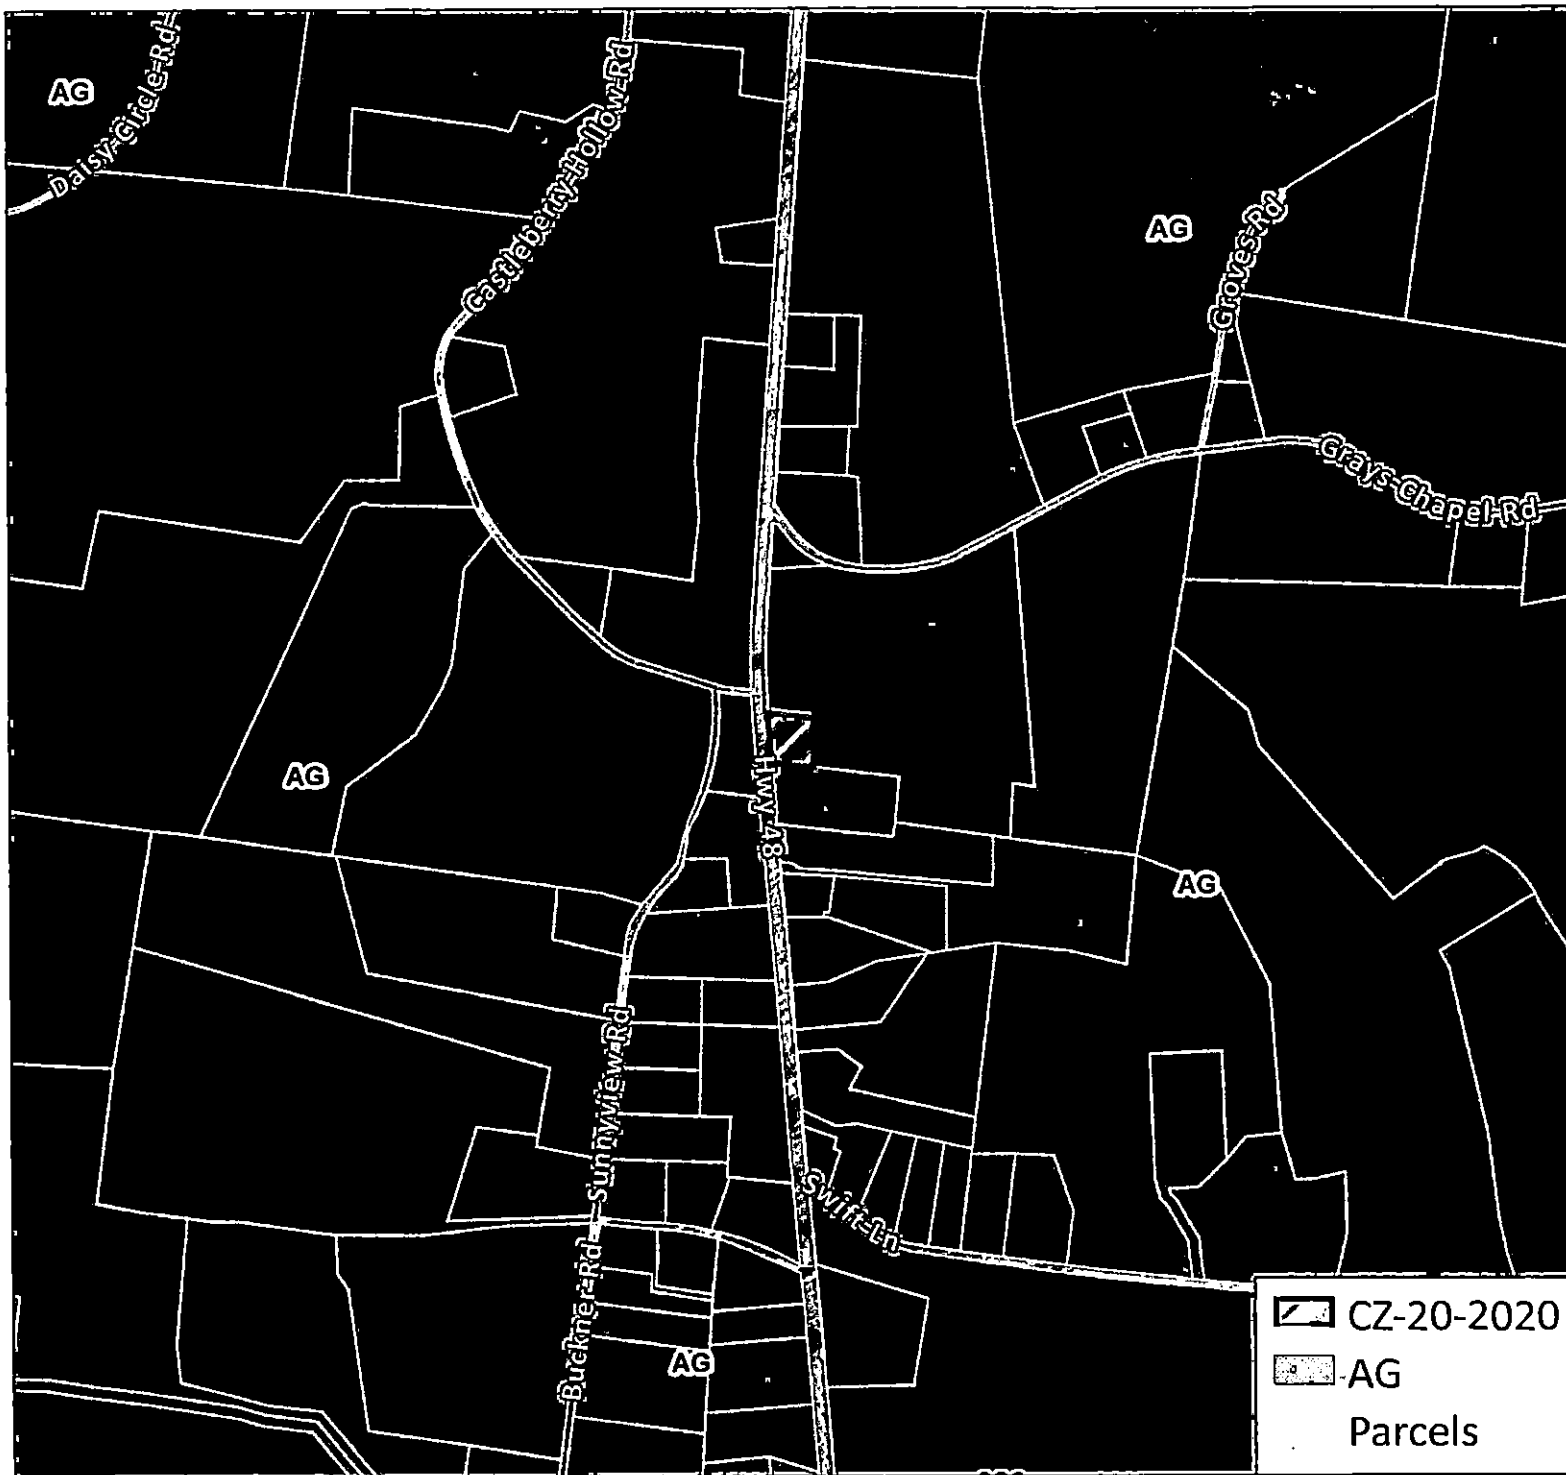 AG
Daisy Circle Rd
Castleberry Hollow Rd
AG
Groves Rd
Grays Chapel Rd
AG
Hwy 48
AG
Sunnyview Rd
Swift Ln
Buckner Rd
AG
CZ-20-2020
AG
Parcels